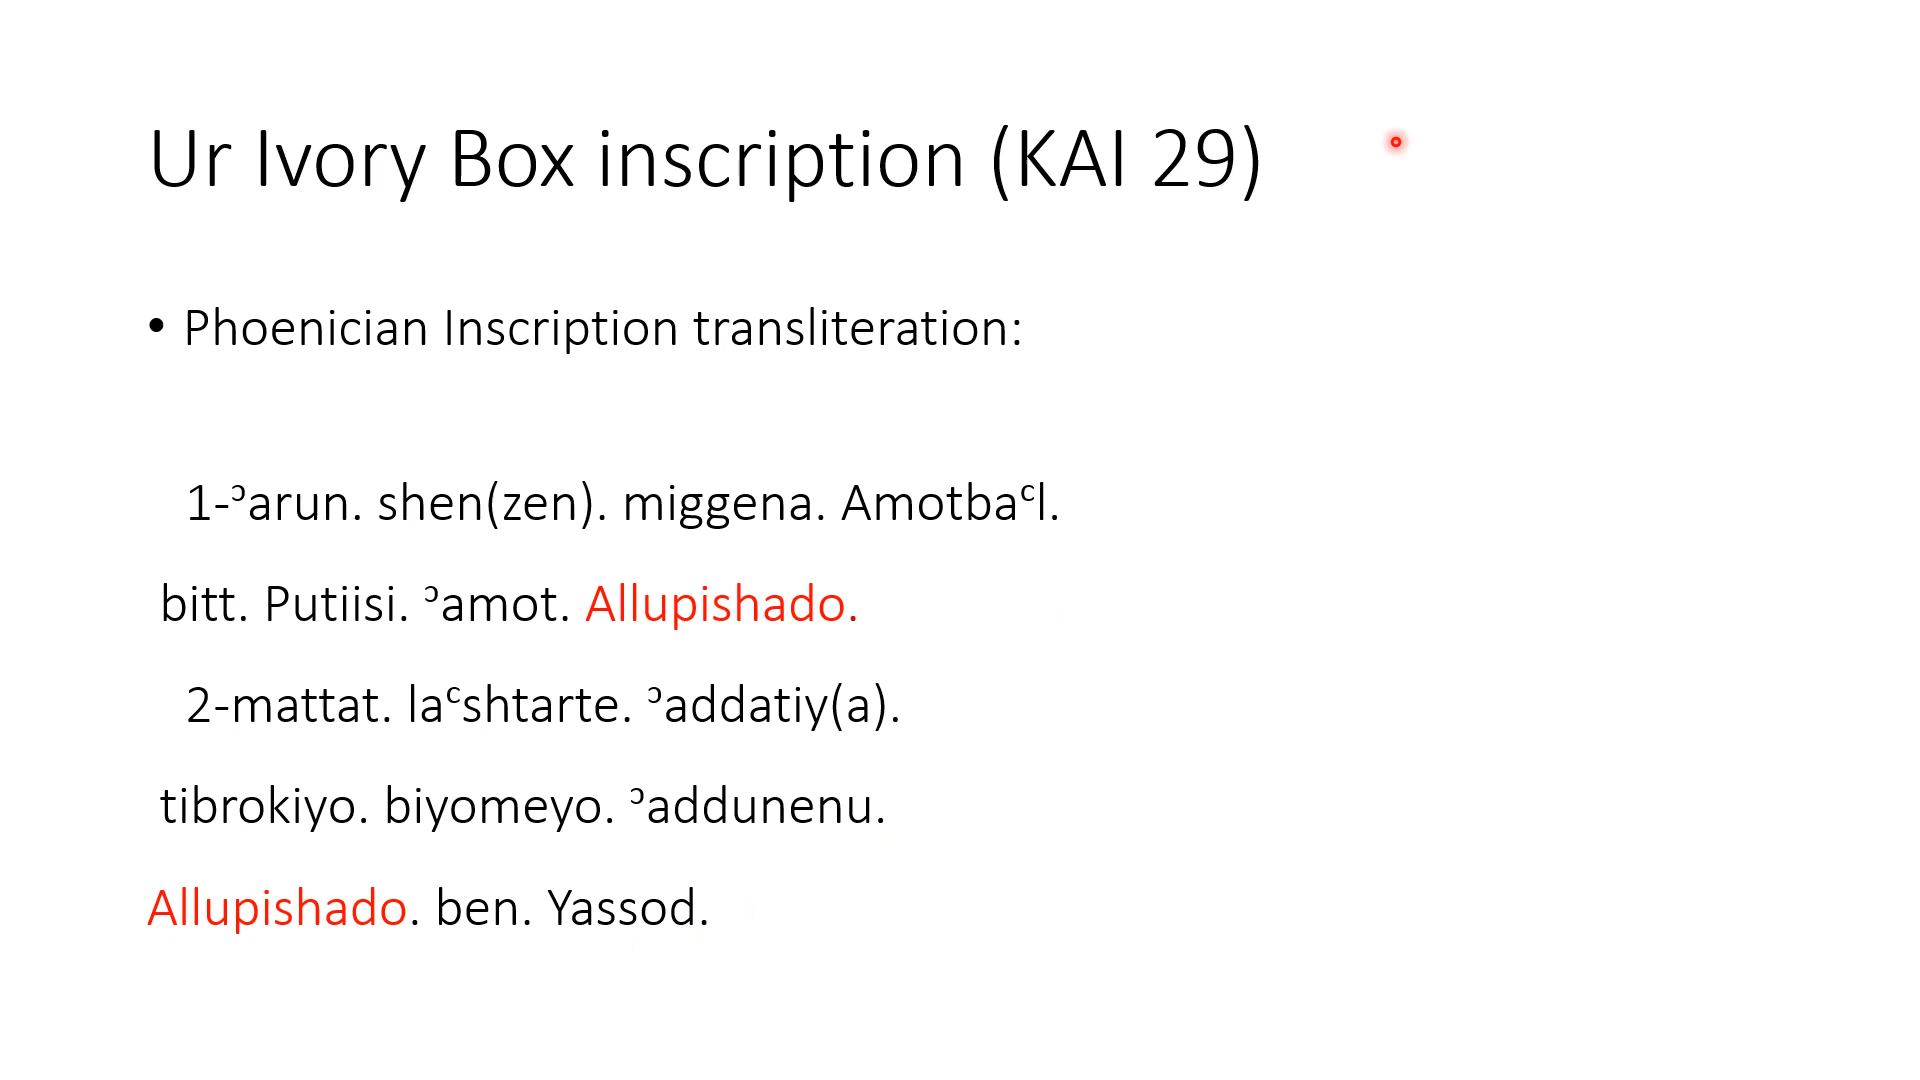 Ur Ivory Box inscription (KAI 29)
• Phoenician Inscription transliteration:
1-ᵓarun. shen(zen). miggena. Amotbaᶜl.
bitt. Putiisi. ᵓamot. Allupishado.
2-mattat. laᶜshtarte. ᵓaddatiy(a).
tibrokiyo. biyomeyo. ᵓaddunenu.
Allupishado. ben. Yassod.